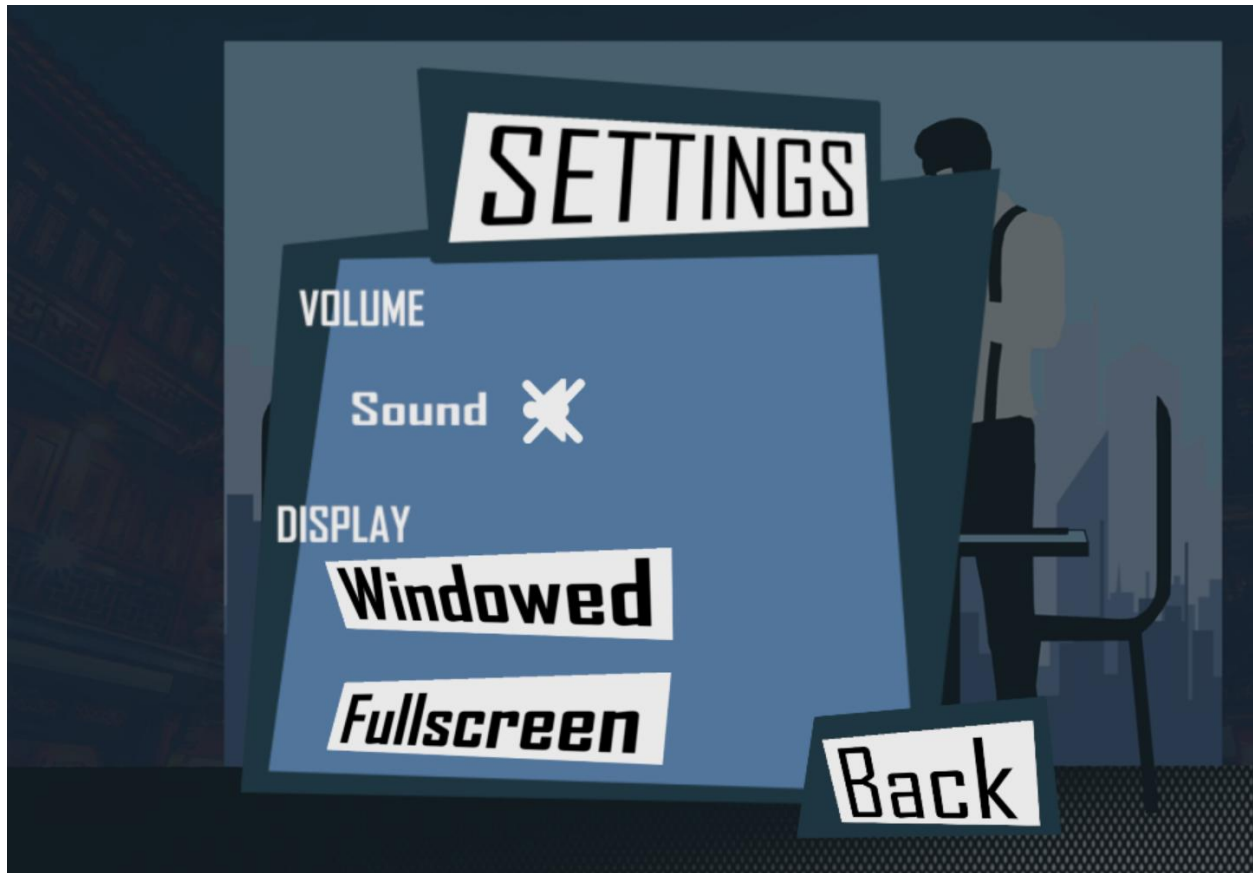 SETTINGS
VOLUME
Sound
DISPLAY
Windowed
Fullscreen
Back